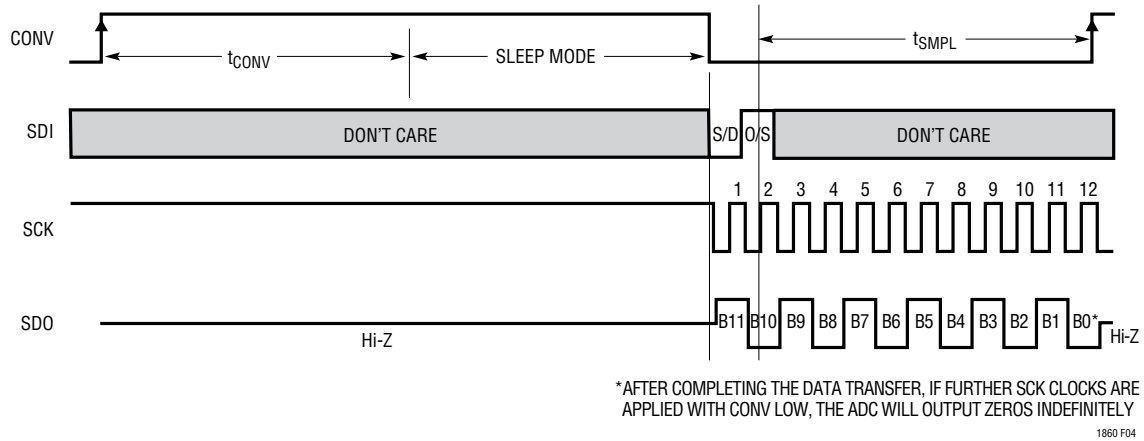 CONV
tCONV
SLEEP MODE
tSMPL
SDI
DON'T CARE
S/D
O/S
DON'T CARE
1 2 3 4 5 6 7 8 9 10 11 12
SCK
SDO
B11 B10 B9 B8 B7 B6 B5 B4 B3 B2 B1 B0*
Hi-Z
Hi-Z
*AFTER COMPLETING THE DATA TRANSFER, IF FURTHER SCK CLOCKS ARE
APPLIED WITH CONV LOW, THE ADC WILL OUTPUT ZEROS INDEFINITELY
1860 F04